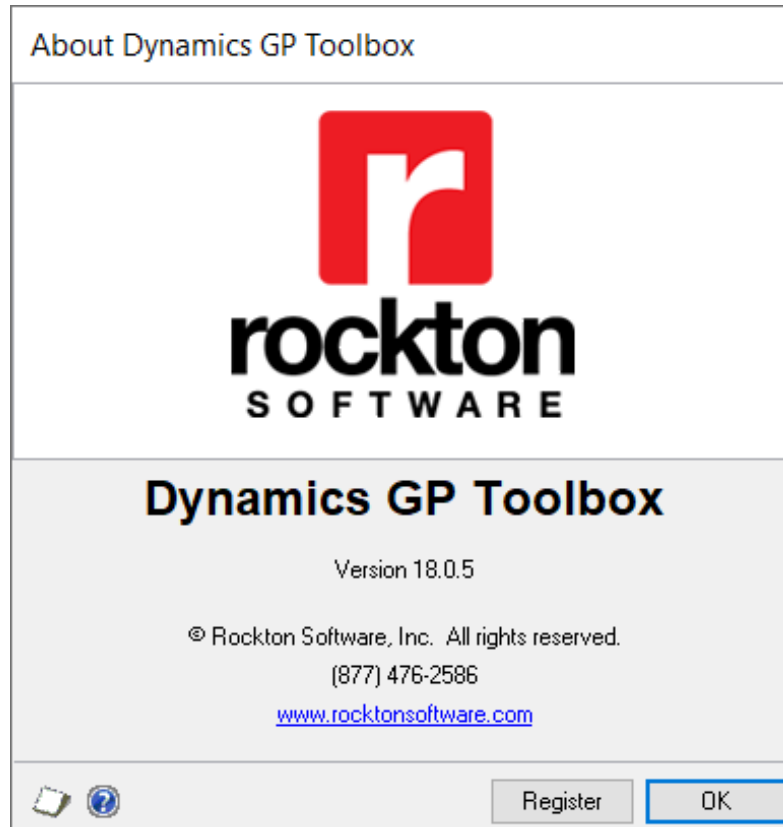 About Dynamics GP Toolbox
r
rockton
SOFTWARE
Dynamics GP Toolbox
Version 18.0.5
© Rockton Software, Inc. All rights reserved.
(877) 476-2586
www.rocktonsoftware.com
Register OK